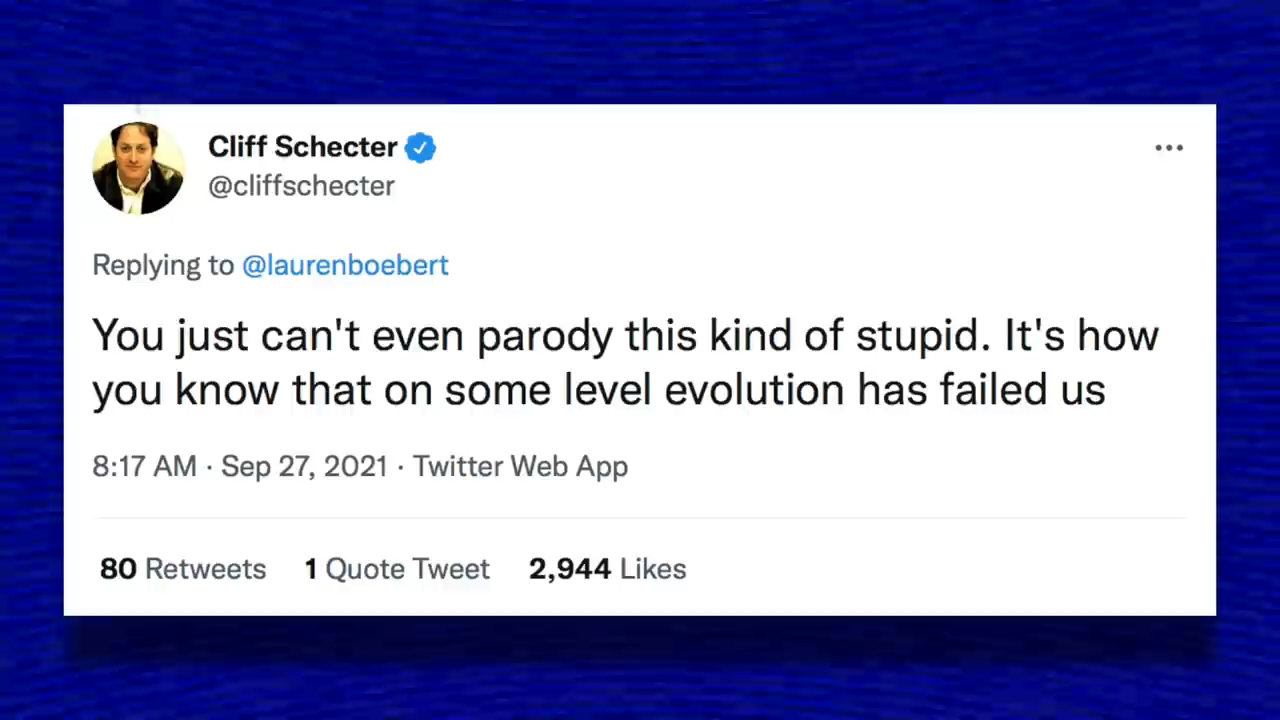 Cliff Schecter
@cliffschecter
Replying to @laurenboebert
You just can't even parody this kind of stupid. It's how
you know that on some level evolution has failed us
8:17 AM · Sep 27, 2021 · Twitter Web App
80 Retweets 1 Quote Tweet 2,944 Likes